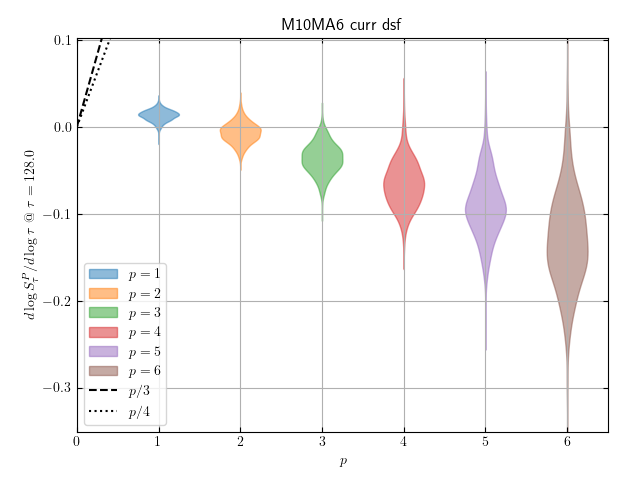 M10MA6 curr dsf
d log S_τ^P / d log τ @ τ = 128.0
0.1
0.0
−0.1
−0.2
−0.3
p = 1
p = 2
p = 3
p = 4
p = 5
p = 6
p/3
p/4
0 1 2 3 4 5 6
p